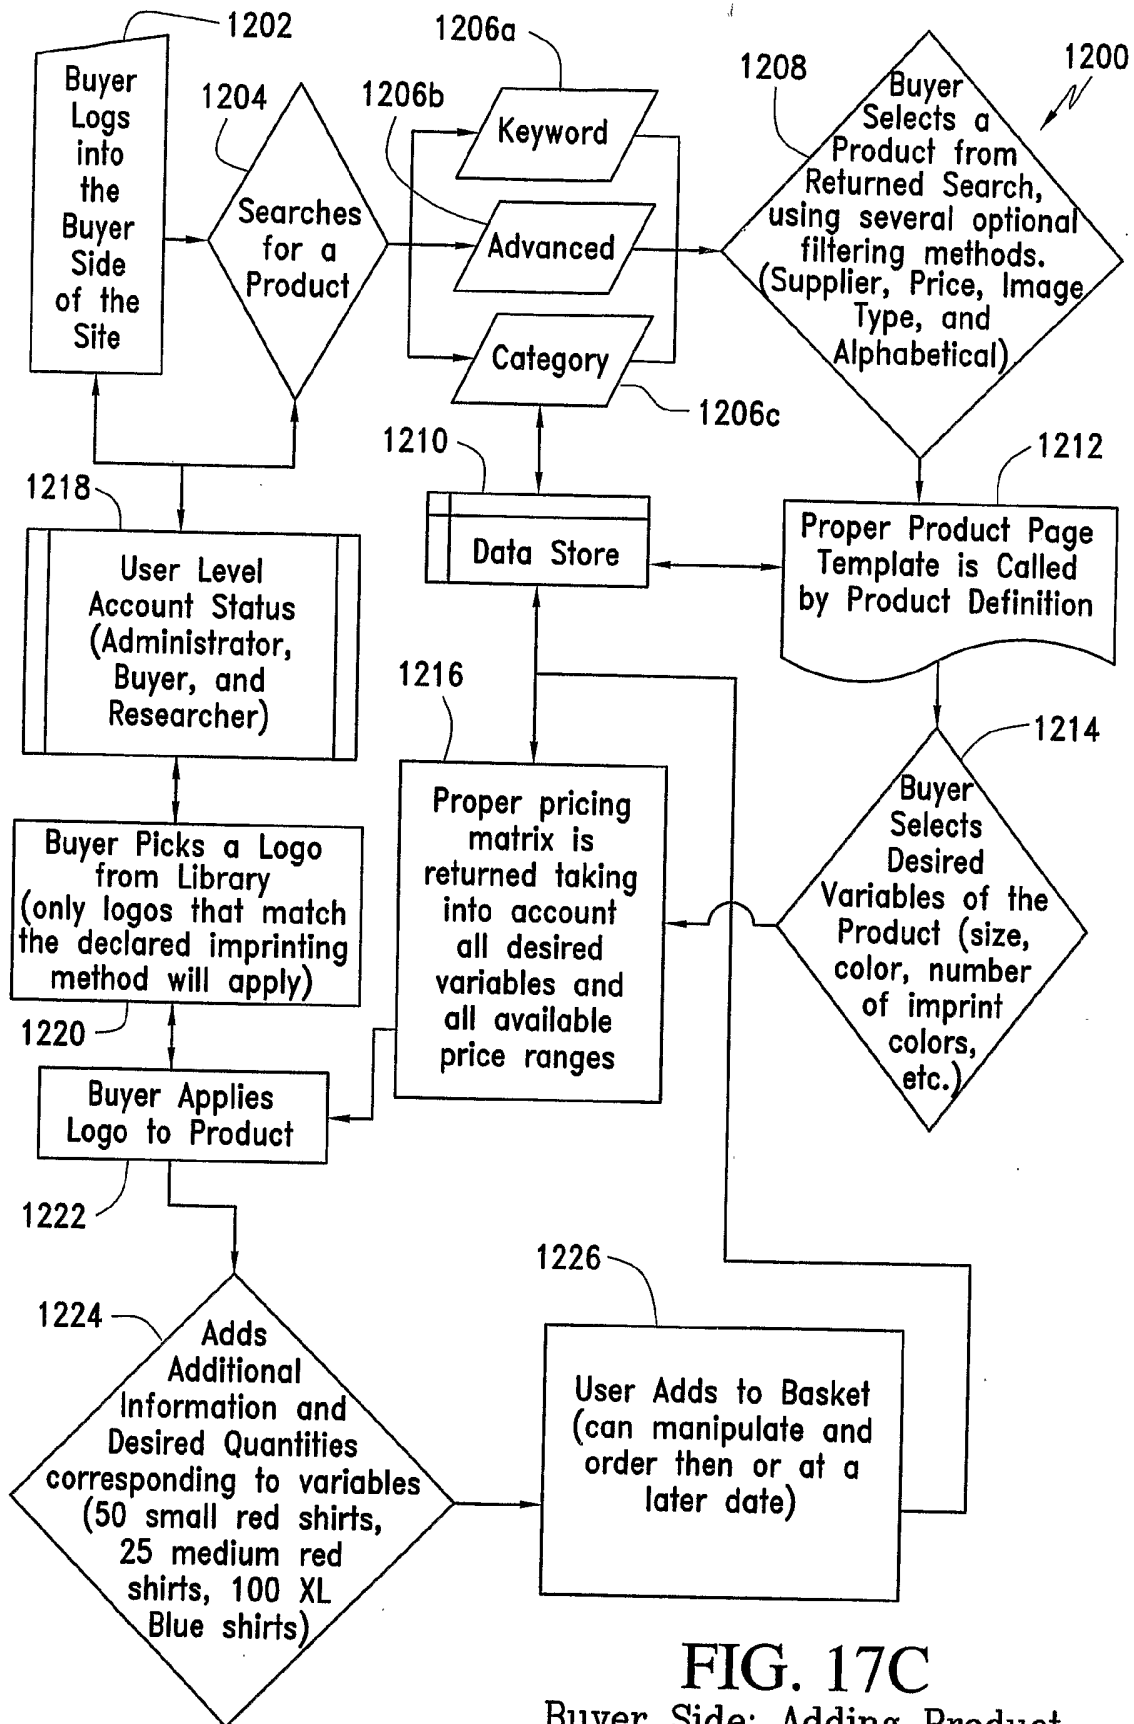 1202
Buyer
Logs
into
the
Buyer
Side
of the
Site
1204
Searches
for a
Product
1206a
Keyword
1206b
Advanced
Category
1206c
1208
Buyer
Selects a
Product from
Returned Search,
using several optional
filtering methods.
(Supplier, Price, Image
Type, and
Alphabetical)
1200
1210
Data Store
1212
Proper Product Page
Template is Called
by Product Definition
1218
User Level
Account Status
(Administrator,
Buyer, and
Researcher)
1216
Proper pricing
matrix is
returned taking
into account
all desired
variables and
all available
price ranges
1214
Buyer
Selects
Desired
Variables of the
Product (size,
color, number
of imprint
colors,
etc.)
Buyer Picks a Logo
from Library
(only logos that match
the declared imprinting
method will apply)
1220
Buyer Applies
Logo to Product
1222
1224
Adds
Additional
Information and
Desired Quantities
corresponding to variables
(50 small red shirts,
25 medium red
shirts, 100 XL
Blue shirts)
1226
User Adds to Basket
(can manipulate and
order then or at a
later date)
FIG. 17C
Buyer Side: Adding Product